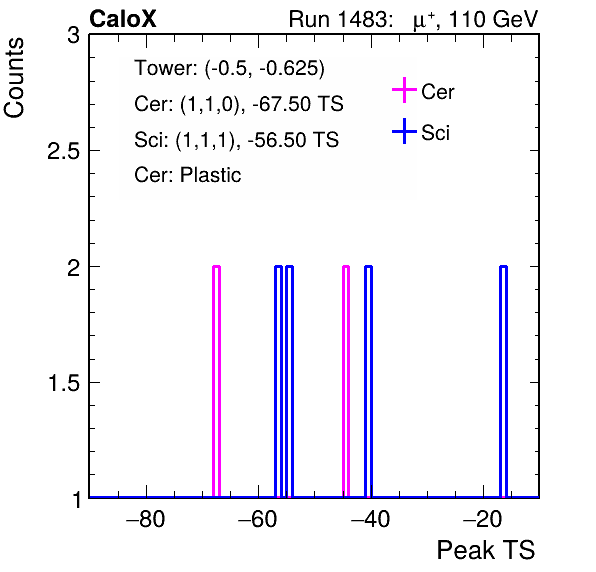 CaloX Run 1483: μ⁺, 110 GeV
Counts
Tower: (-0.5, -0.625)
Cer: (1,1,0), -67.50 TS
Sci: (1,1,1), -56.50 TS
Cer: Plastic
Cer
Sci
3
2.5
2
1.5
1
−80 −60 −40 −20
Peak TS